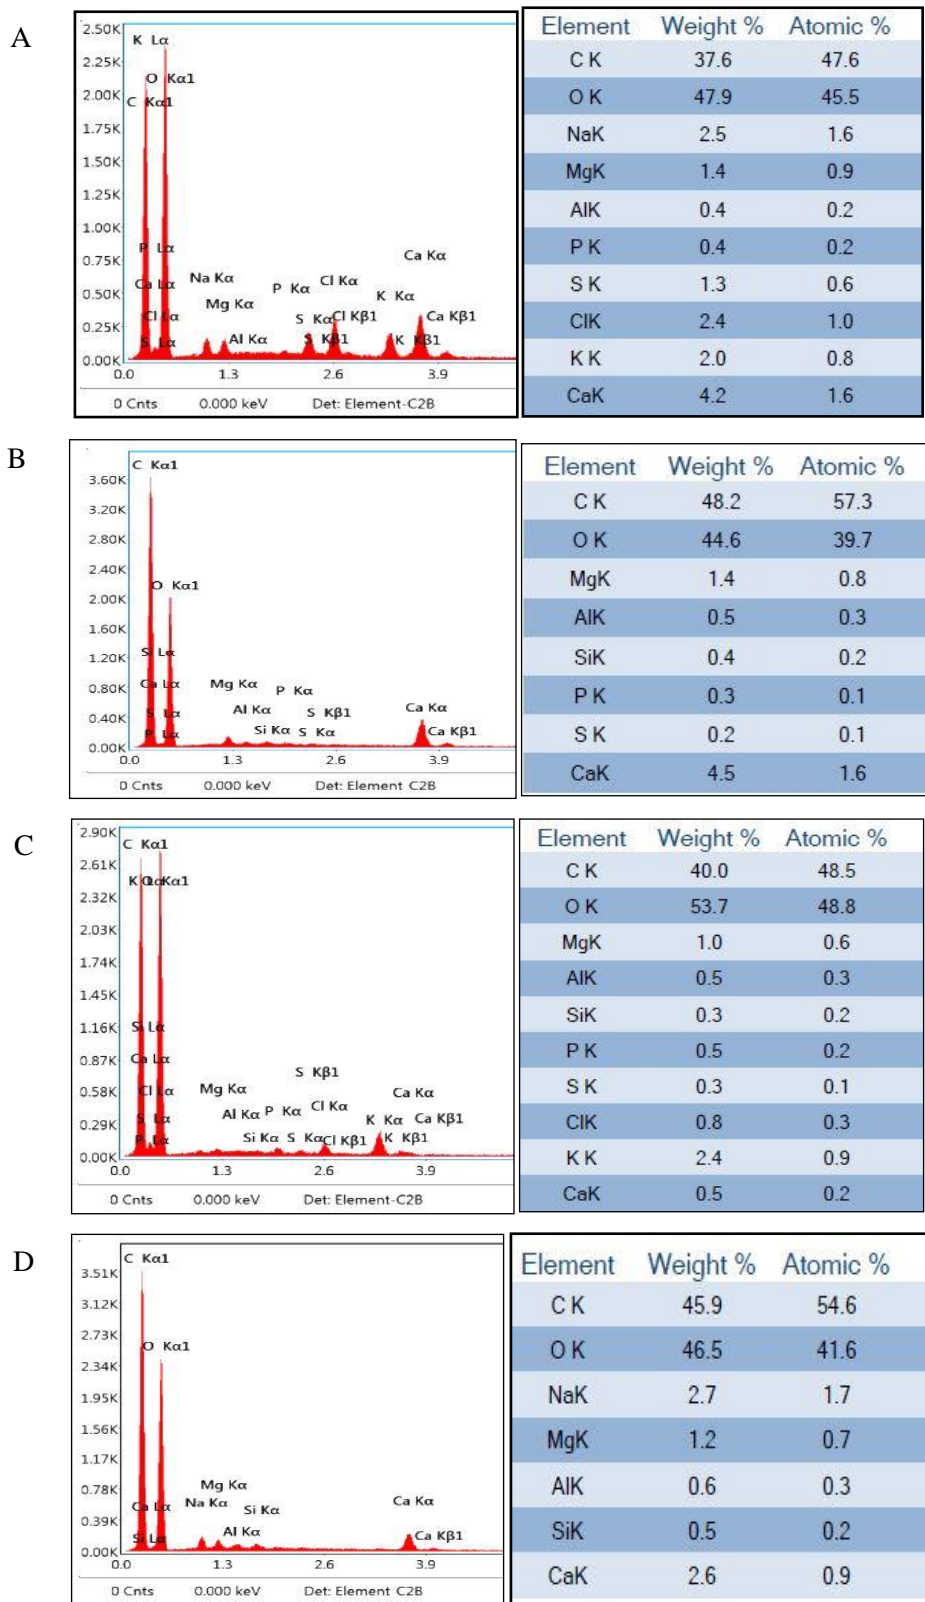 A
2.50K
K Lα
2.25K
O Kα1
2.00K
C Kα1
1.75K
1.50K
1.25K
1.00K
P Lα
0.75K
Ca Kα
Ca Lα
Na Kα
P Kα
Cl Kα
0.50K
Mg Kα
K Kα
Cl Lα
S Kα
Cl Kβ1
Ca Kβ1
0.25K
S Lα
Al Kα
S Kβ1
K Kβ1
0.00K
0.0 1.3 2.6 3.9
0 Cnts 0.000 keV Det: Element-C2B
Element Weight % Atomic %
C K 37.6 47.6
O K 47.9 45.5
NaK 2.5 1.6
MgK 1.4 0.9
AlK 0.4 0.2
P K 0.4 0.2
S K 1.3 0.6
ClK 2.4 1.0
K K 2.0 0.8
CaK 4.2 1.6
B
C Kα1
3.60K
3.20K
2.80K
2.40K
O Kα1
2.00K
1.60K
Si Lα
1.20K
Ca Lα
Mg Kα
P Kα
0.80K
S Lα
Al Kα
S Kβ1
Ca Kα
0.40K
P Lα
Si Kα
S Kα
Ca Kβ1
0.00K
0.0 1.3 2.6 3.9
0 Cnts 0.000 keV Det: Element C2B
Element Weight % Atomic %
C K 48.2 57.3
O K 44.6 39.7
MgK 1.4 0.8
AlK 0.5 0.3
SiK 0.4 0.2
P K 0.3 0.1
S K 0.2 0.1
CaK 4.5 1.6
C
2.90K
C Kα1
2.61K
K Lα
O Kα1
2.32K
2.03K
1.74K
1.45K
1.16K
Si Lα
0.87K
Ca Lα
S Kβ1
0.58K
Cl Lα
Mg Kα
Ca Kα
Cl Kα
0.29K
S Lα
Al Kα
P Kα
K Kα
Ca Kβ1
P Lα
Si Kα
S Kα
Cl Kβ1
K Kβ1
0.00K
0.0 1.3 2.6 3.9
0 Cnts 0.000 keV Det: Element-C2B
Element Weight % Atomic %
C K 40.0 48.5
O K 53.7 48.8
MgK 1.0 0.6
AlK 0.5 0.3
SiK 0.3 0.2
P K 0.5 0.2
S K 0.3 0.1
ClK 0.8 0.3
K K 2.4 0.9
CaK 0.5 0.2
D
C Kα1
3.51K
3.12K
2.73K
O Kα1
2.34K
1.95K
1.56K
1.17K
0.78K
Mg Kα
Ca Lα
Na Kα
Si Kα
Ca Kα
0.39K
Si Lα
Al Kα
Ca Kβ1
0.00K
0.0 1.3 2.6 3.9
0 Cnts 0.000 keV Det: Element C2B
Element Weight % Atomic %
C K 45.9 54.6
O K 46.5 41.6
NaK 2.7 1.7
MgK 1.2 0.7
AlK 0.6 0.3
SiK 0.5 0.2
CaK 2.6 0.9